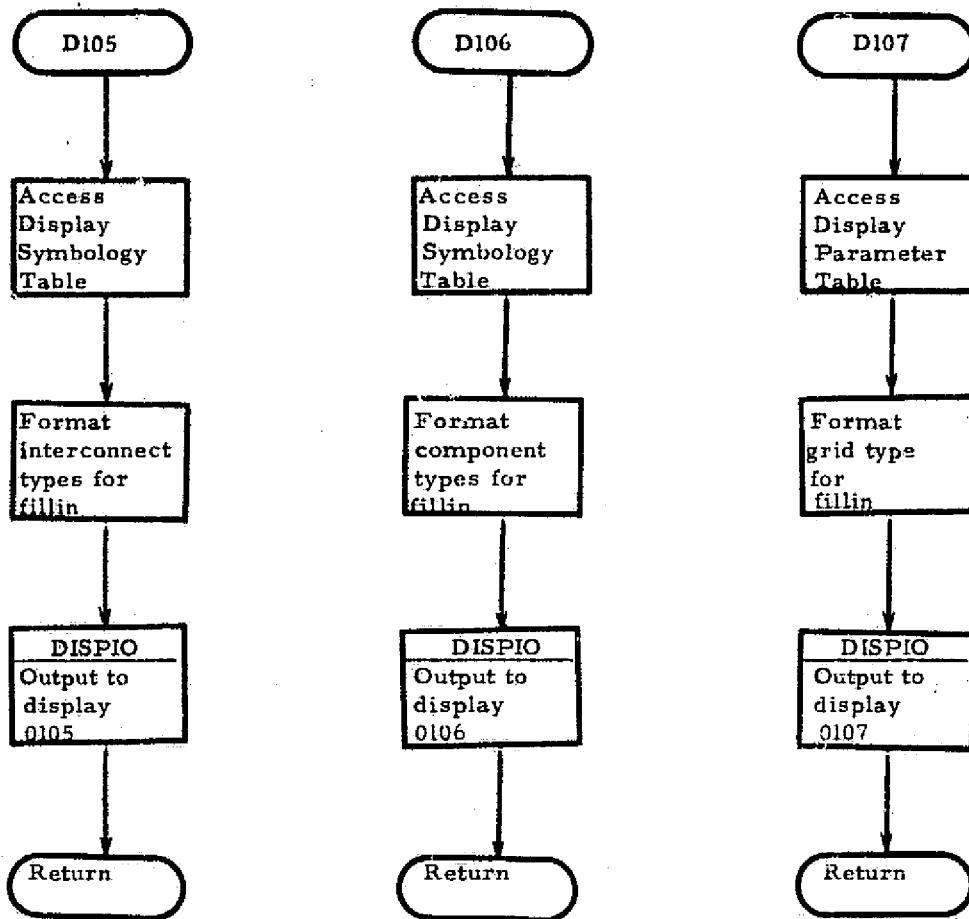 D105
Access
Display
Symbology
Table
Format
interconnect
types for
fillin
DISPIO
Output to
display
0105
Return
D106
Access
Display
Symbology
Table
Format
component
types for
fillin
DISPIO
Output to
display
0106
Return
D107
Access
Display
Parameter
Table
Format
grid type
for
fillin
DISPIO
Output to
display
0107
Return